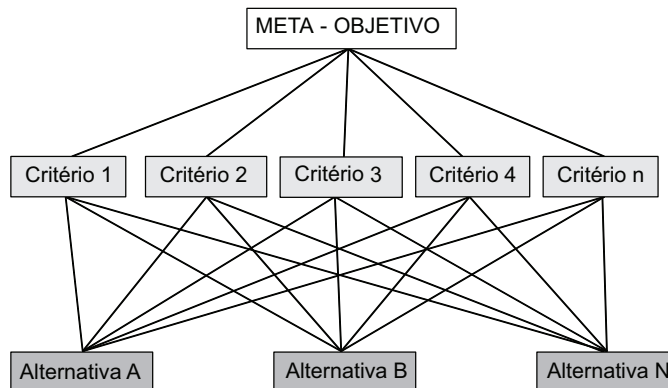 META - OBJETIVO
Critério 1
Critério 2
Critério 3
Critério 4
Critério n
Alternativa A
Alternativa B
Alternativa N